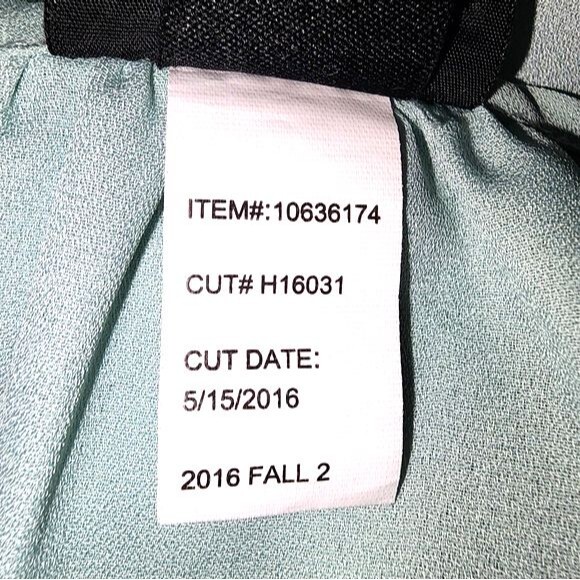 ITEM#:10636174
CUT# H16031
CUT DATE:
5/15/2016
2016 FALL 2